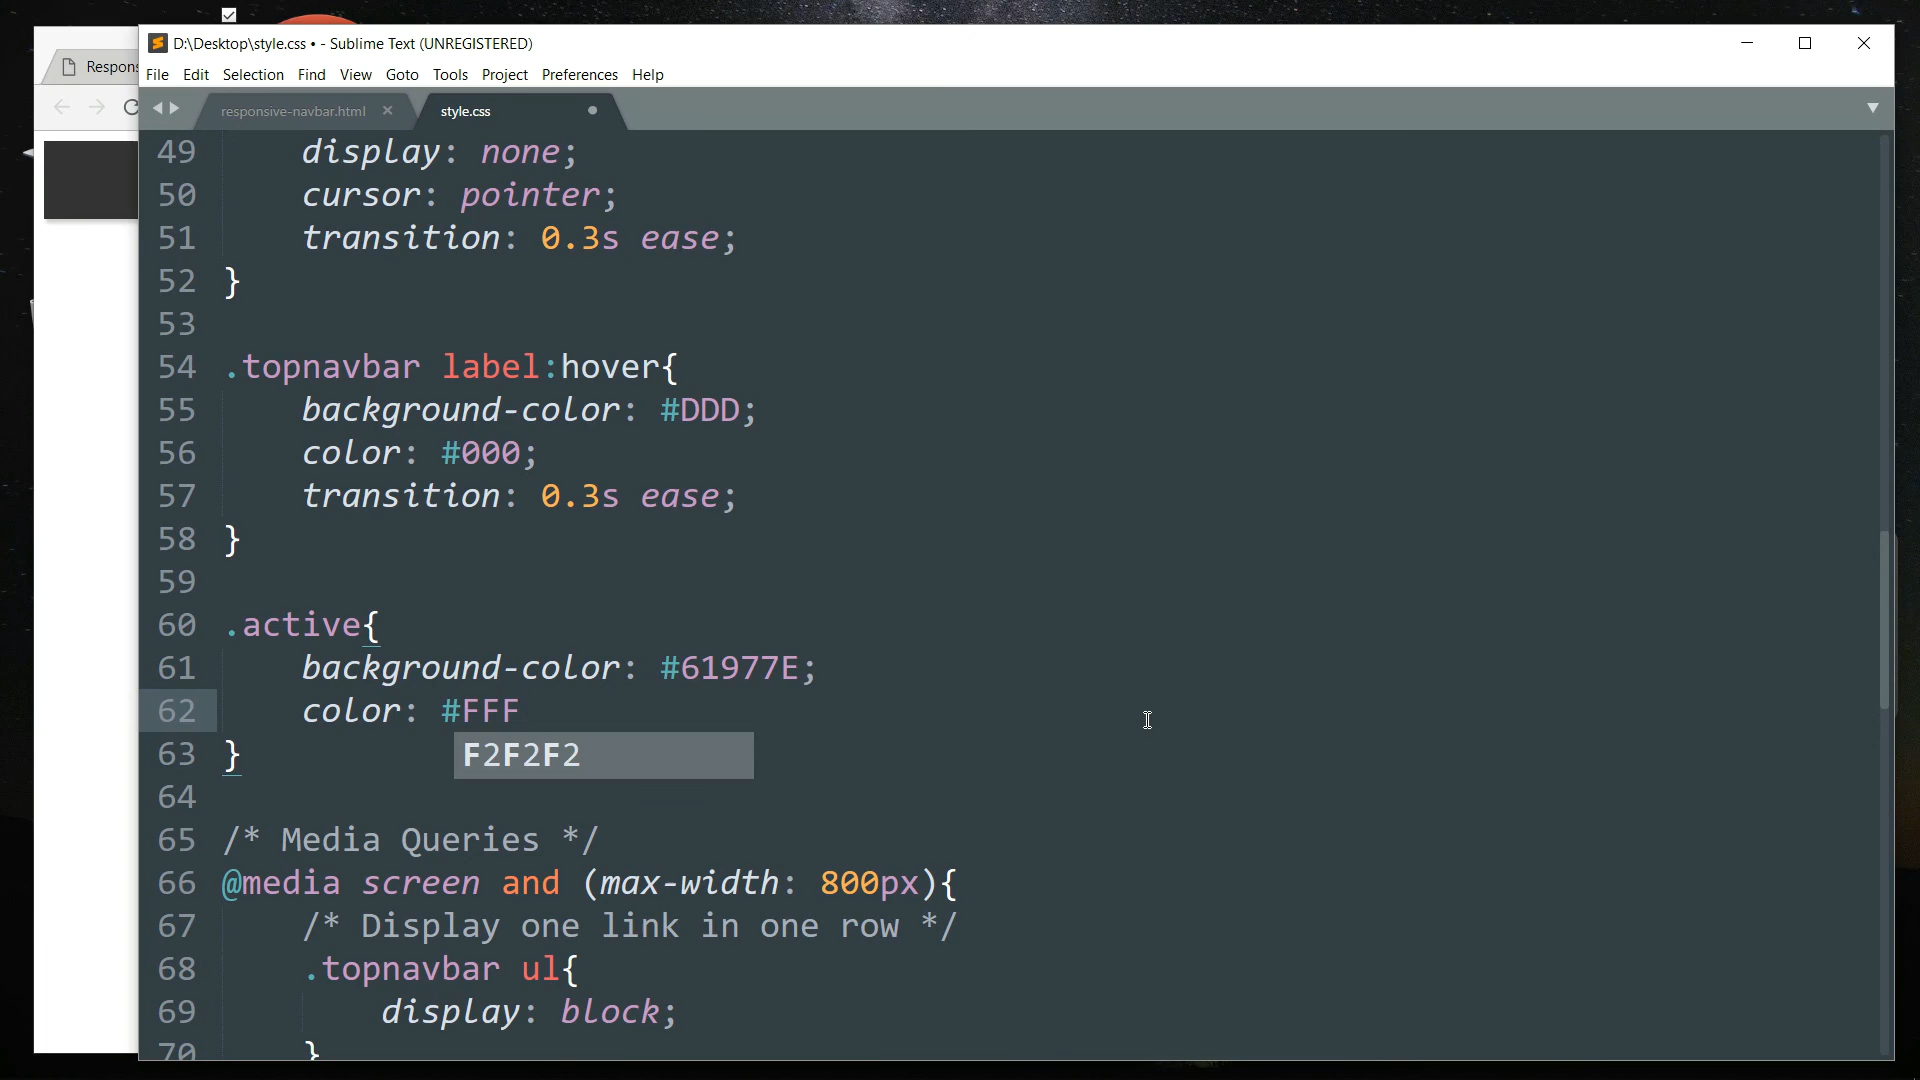 D:\Desktop\style.css • - Sublime Text (UNREGISTERED)
File Edit Selection Find View Goto Tools Project Preferences Help
Respons
responsive-navbar.html
style.css
49 display: none;
50 cursor: pointer;
51 transition: 0.3s ease;
52 }
53
54 .topnavbar label:hover{
55 background-color: #DDD;
56 color: #000;
57 transition: 0.3s ease;
58 }
59
60 .active{
61 background-color: #61977E;
62 color: #FFF
63 }
F2F2F2
64
65 /* Media Queries */
66 @media screen and (max-width: 800px){
67 /* Display one link in one row */
68 .topnavbar ul{
69 display: block;
70 }